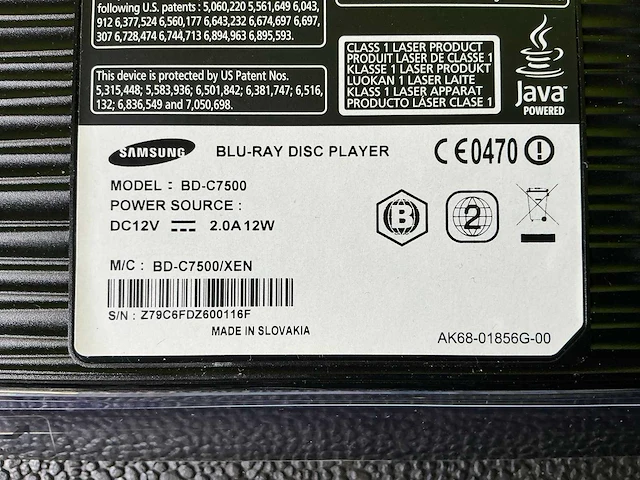 following U.S. patents : 5,060,220 5,561,649 6,043,
912 6,377,524 6,560,177 6,643,232 6,674,697 6,697,
307 6,728,474 6,744,713 6,894,963 6,895,593.
This device is protected by US Patent Nos.
5,315,448; 5,583,936; 6,501,842; 6,381,747; 6,516,
132; 6,836,549 and 7,050,698.
CLASS 1 LASER PRODUCT
PRODUIT LASER DE CLASSE 1
KLASSE 1 LASER PRODUKT
LUOKAN 1 LASER LAITE
KLASS 1 LASER APPARAT
PRODUCTO LÁSER CLASE 1
Java
POWERED
SAMSUNG BLU-RAY DISC PLAYER CE0470
MODEL : BD-C7500
POWER SOURCE :
DC12V 2.0A 12W
B 2
M/C : BD-C7500/XEN
S/N : Z79C6FDZ600116F
MADE IN SLOVAKIA
AK68-01856G-00